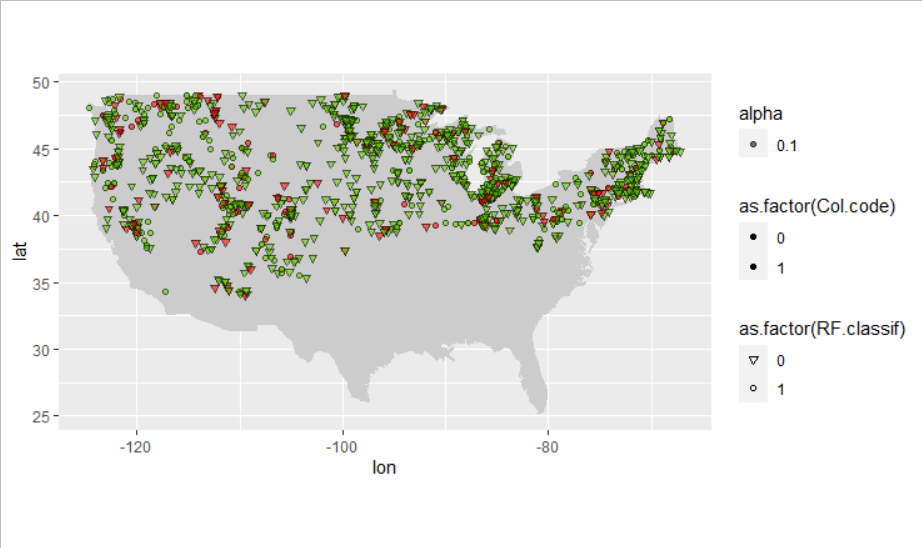 50
45
40
35
30
25
lat
-120
-100
-80
lon
alpha
0.1
as.factor(Col.code)
0
1
as.factor(RF.classif)
0
1